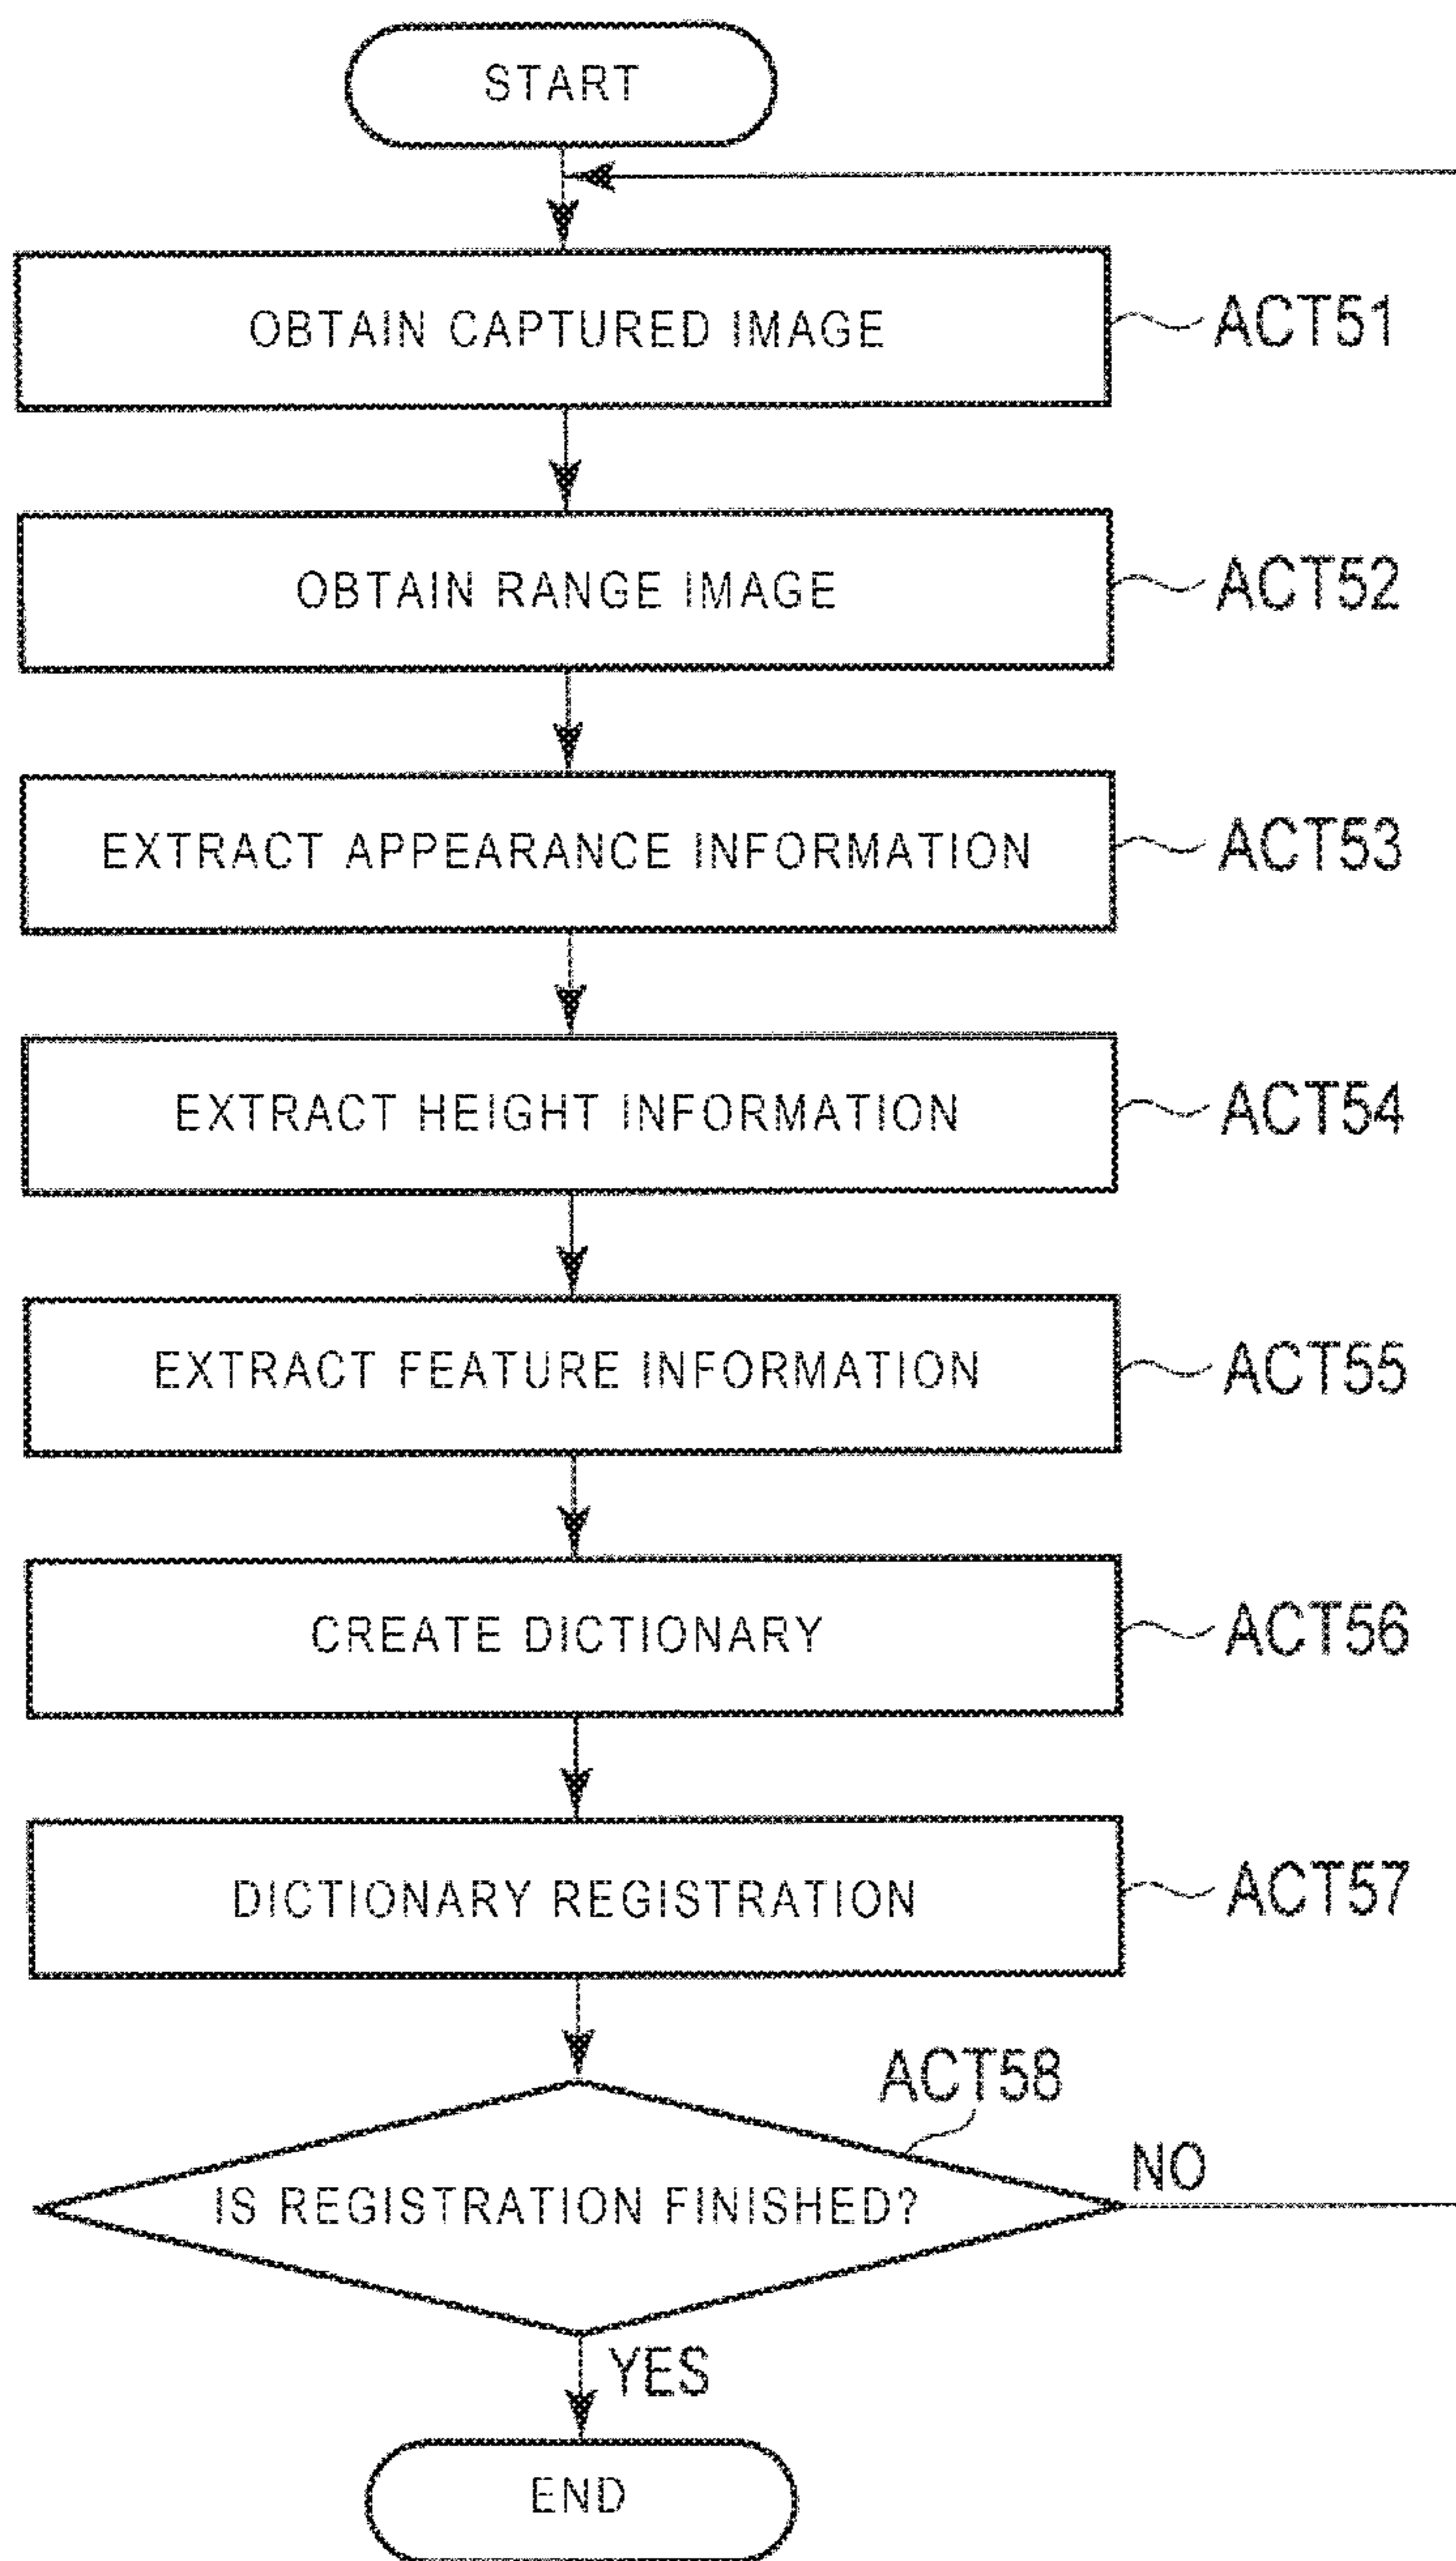 START
OBTAIN CAPTURED IMAGE
ACT51
OBTAIN RANGE IMAGE
ACT52
EXTRACT APPEARANCE INFORMATION
ACT53
EXTRACT HEIGHT INFORMATION
ACT54
EXTRACT FEATURE INFORMATION
ACT55
CREATE DICTIONARY
ACT56
DICTIONARY REGISTRATION
ACT57
ACT58
IS REGISTRATION FINISHED?
NO
YES
END